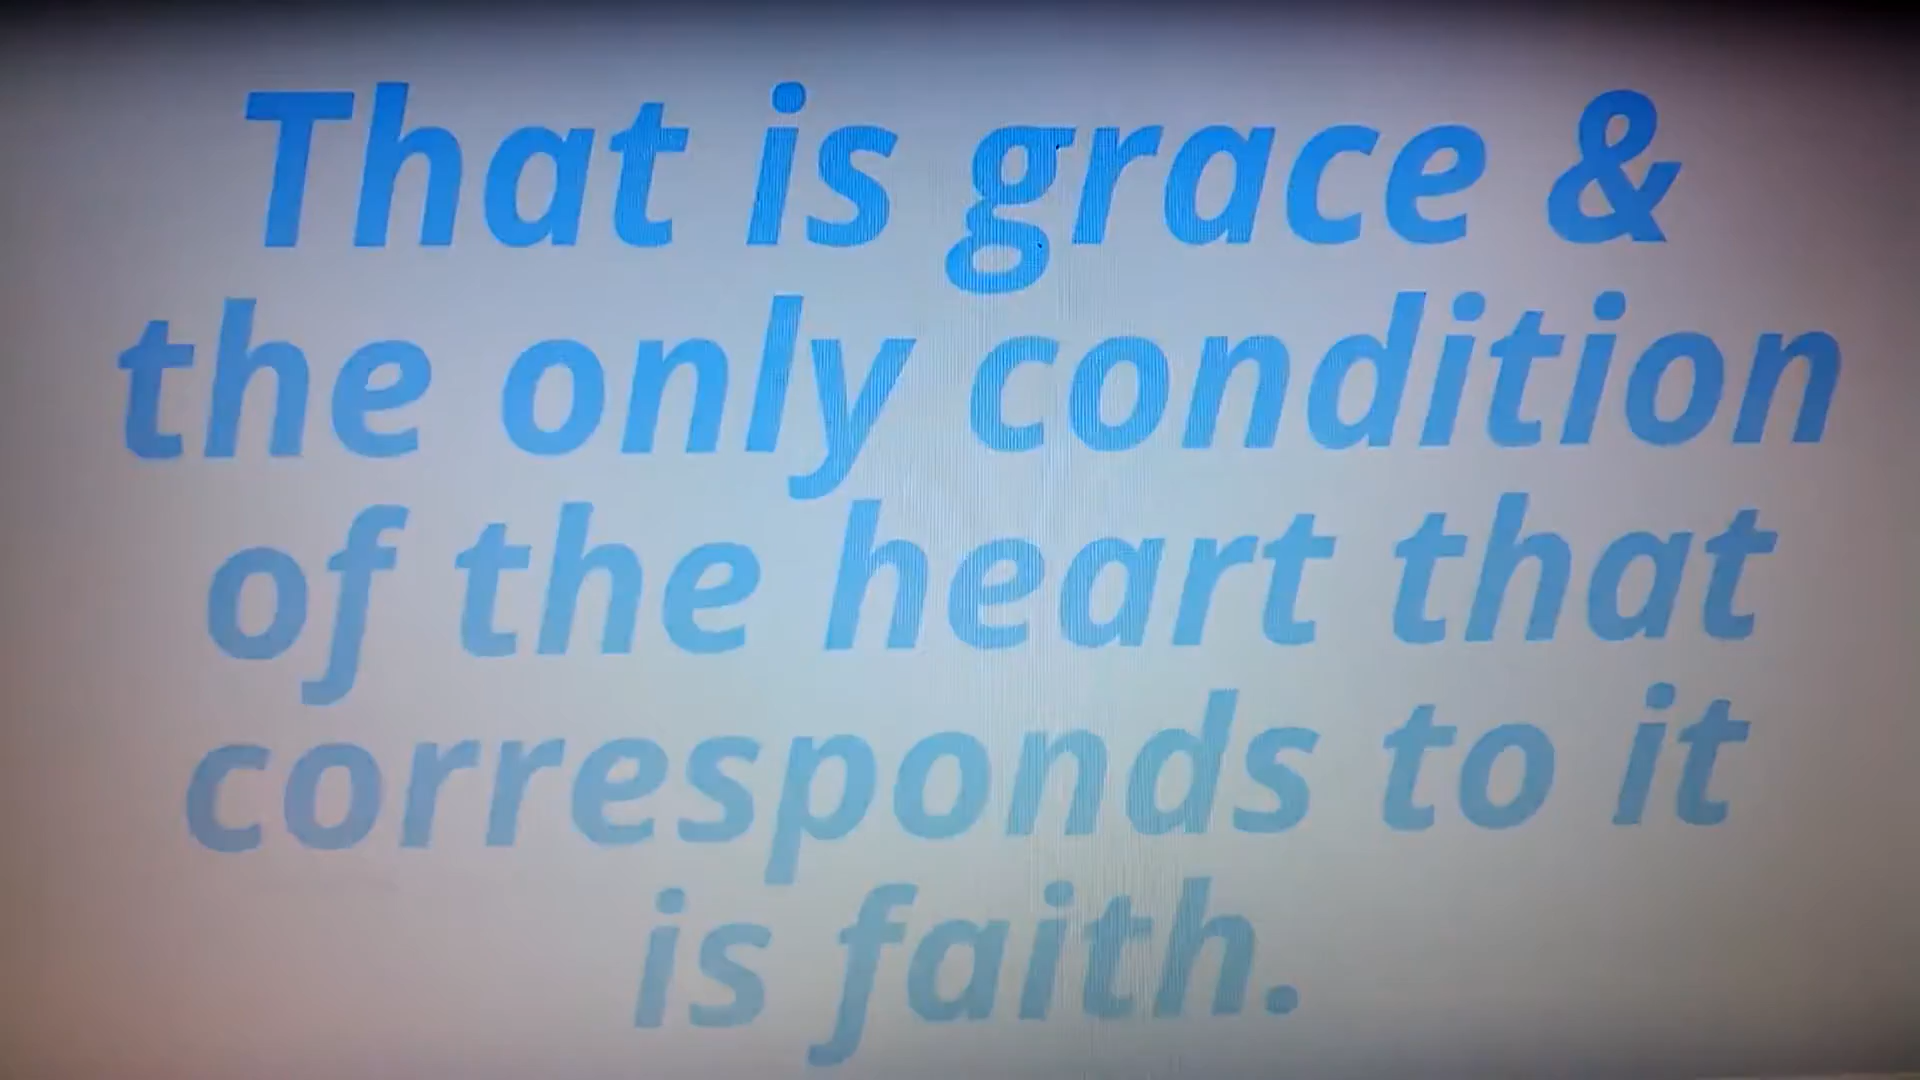 That is grace &
the only condition
of the heart that
corresponds to it
is faith.